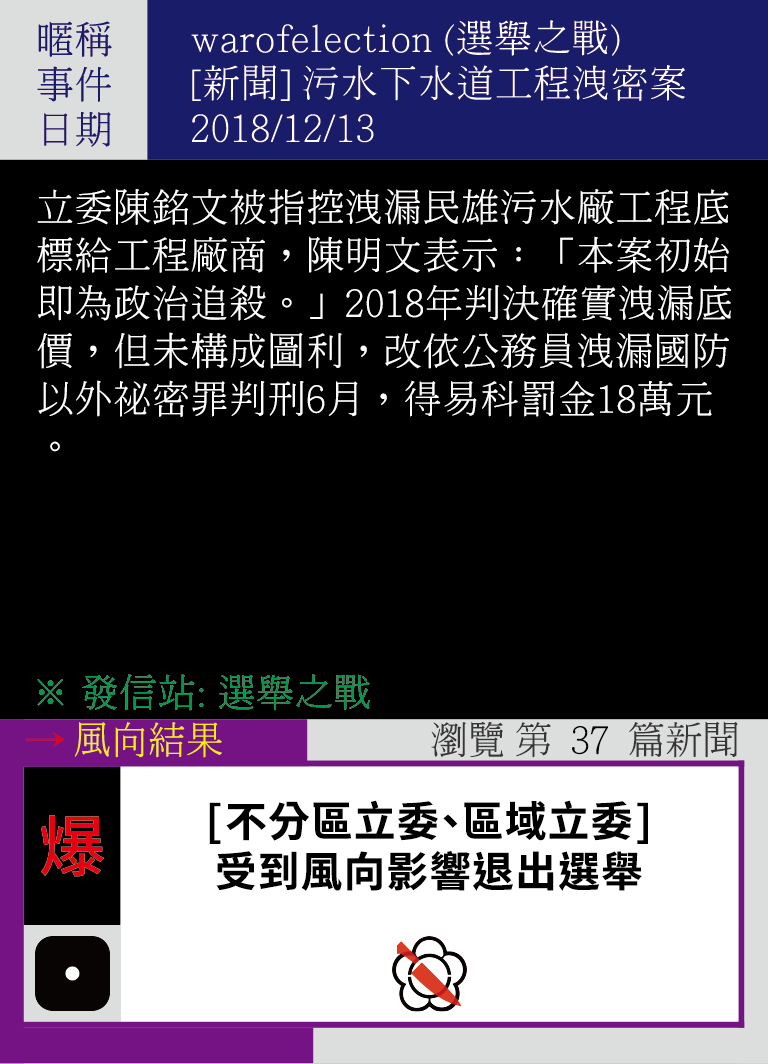 暱稱 warofelection (選舉之戰)
事件 [新聞] 污水下水道工程洩密案
日期 2018/12/13
立委陳銘文被指控洩漏民雄污水廠工程底
標給工程廠商，陳明文表示：「本案初始
即為政治追殺。」2018年判決確實洩漏底
價，但未構成圖利，改依公務員洩漏國防
以外祕密罪判刑6月，得易科罰金18萬元
。
※ 發信站: 選舉之戰
→ 風向結果 瀏覽 第 37 篇新聞
爆
[不分區立委、區域立委]
受到風向影響退出選舉